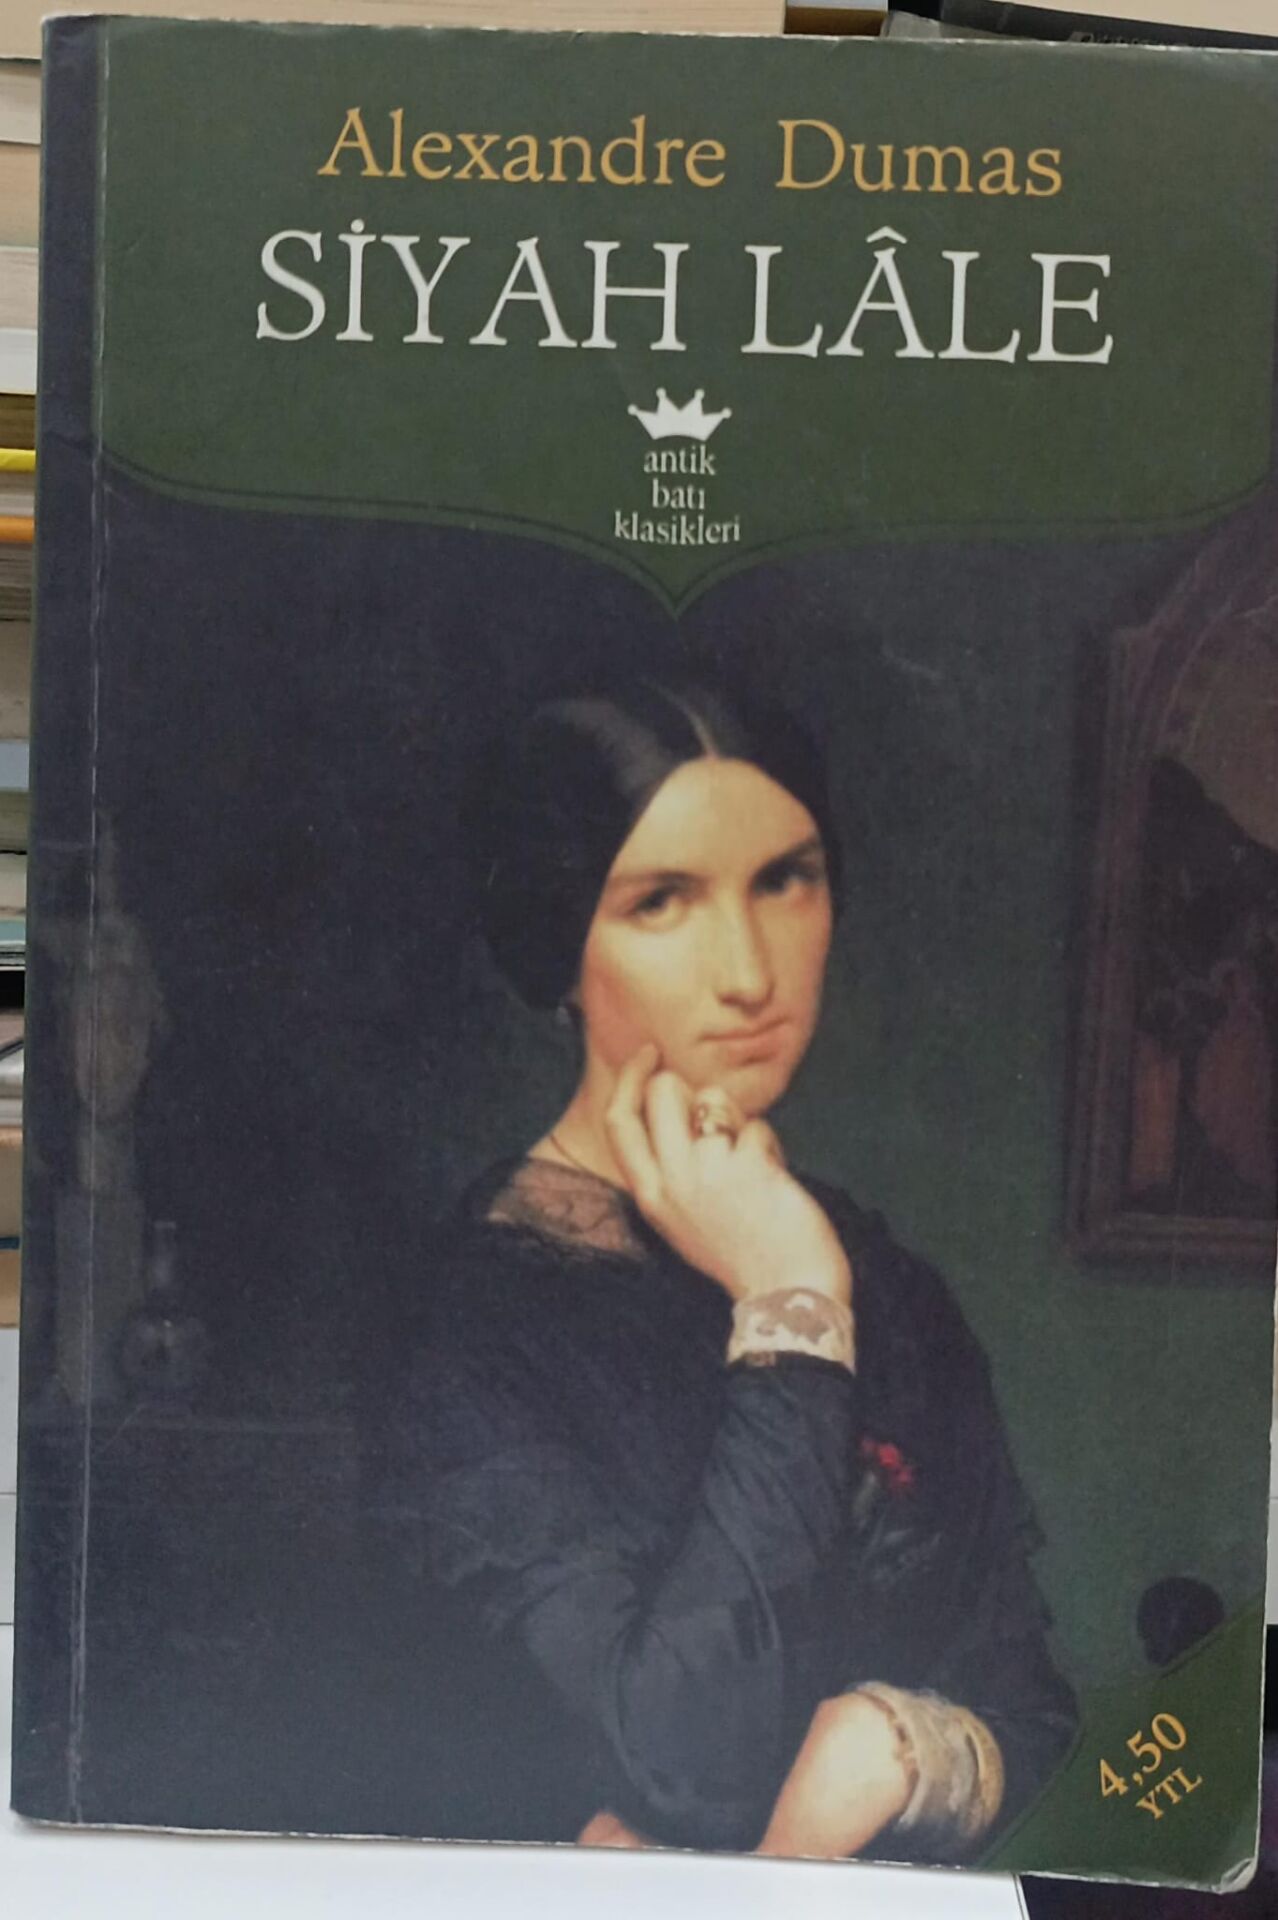 Alexandre Dumas
SİYAH LÂLE
antik
batı
klasikleri
4,50
YTL